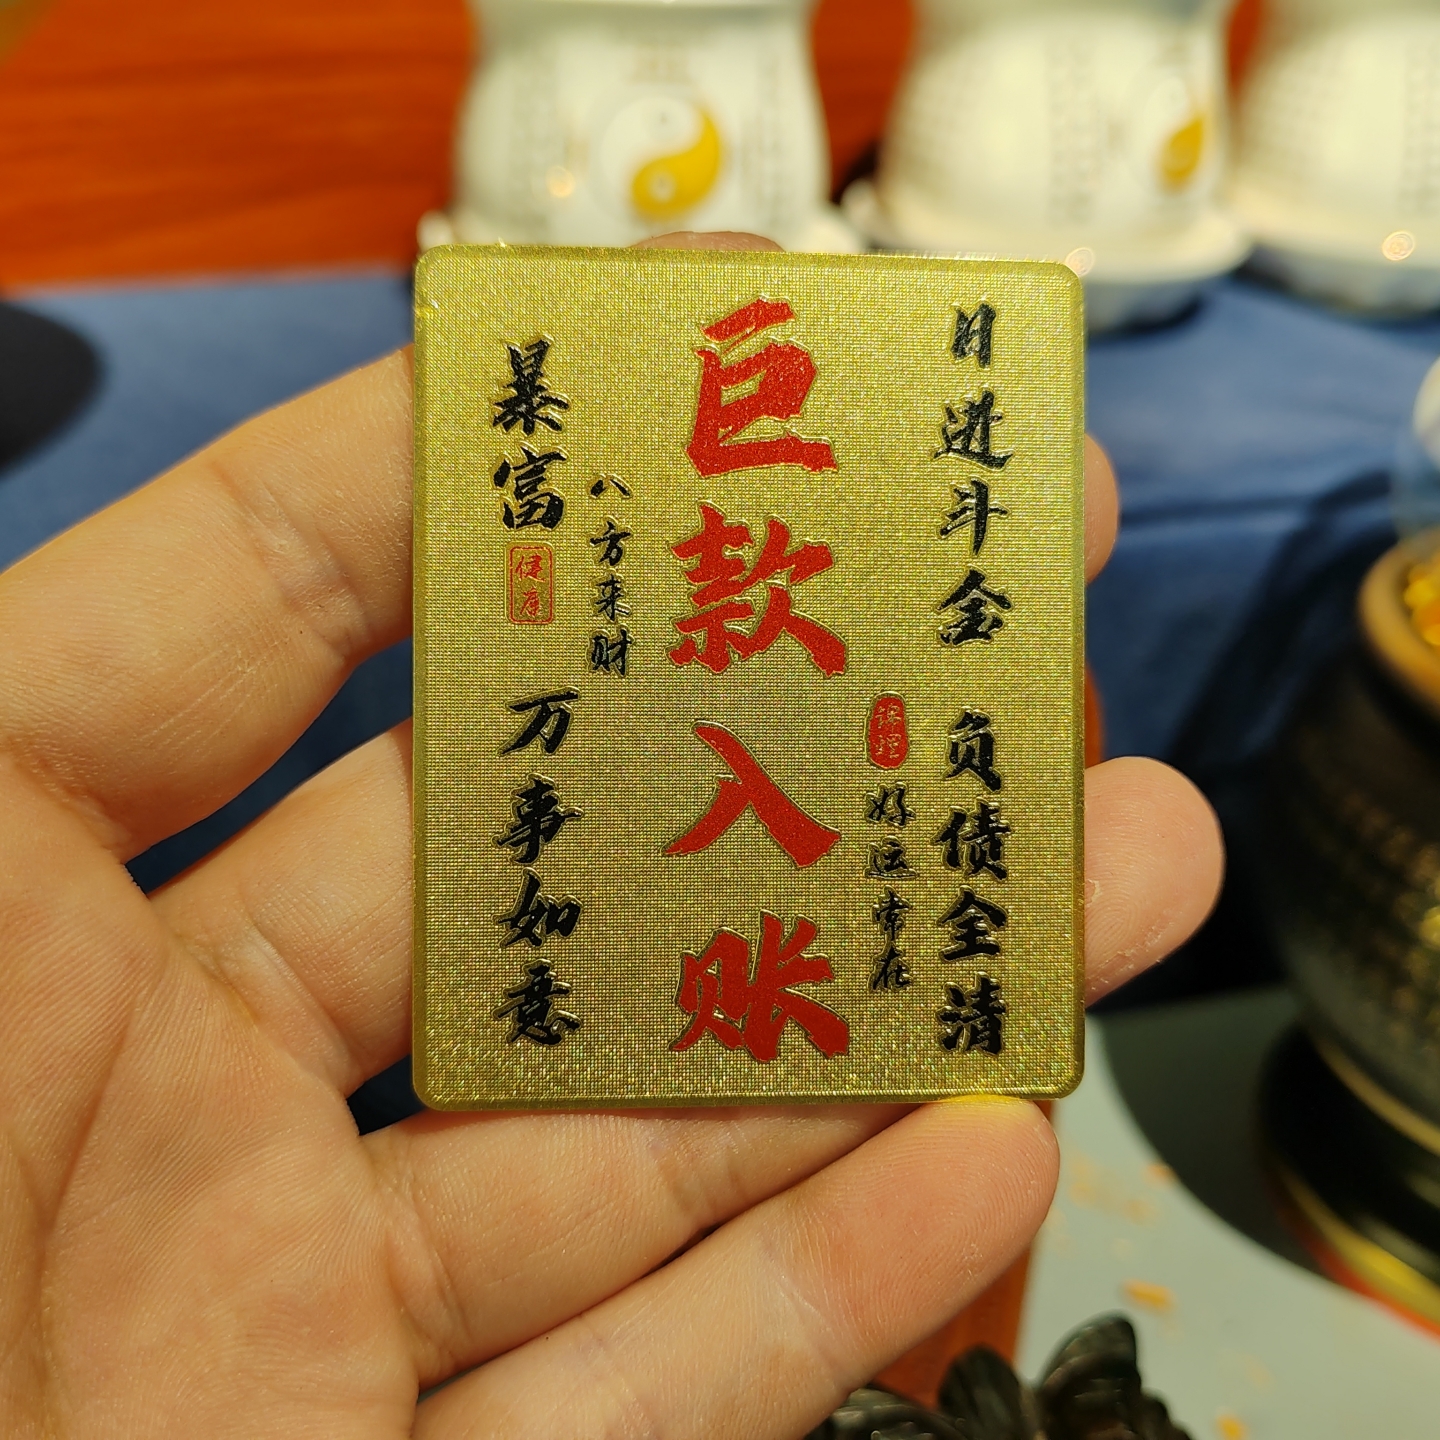 日进斗金 负债全清
好运常在
巨款入账
八方来财
暴富
健康
万事如意